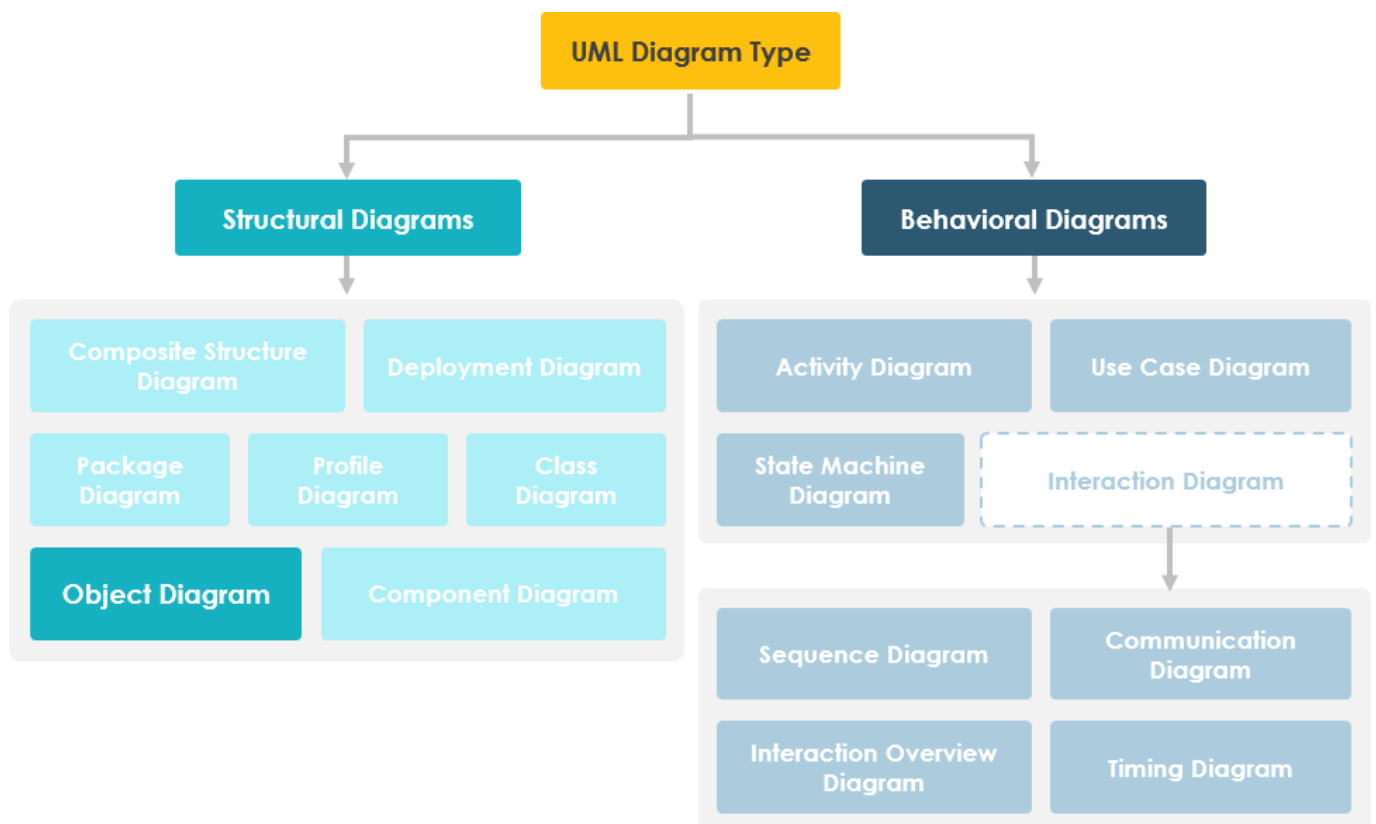 UML Diagram Type
Structural Diagrams
Behavioral Diagrams
Composite Structure
Diagram
Deployment Diagram
Package
Diagram
Profile
Diagram
Class
Diagram
Object Diagram
Component Diagram
Activity Diagram
Use Case Diagram
State Machine
Diagram
Interaction Diagram
Sequence Diagram
Communication
Diagram
Interaction Overview
Diagram
Timing Diagram